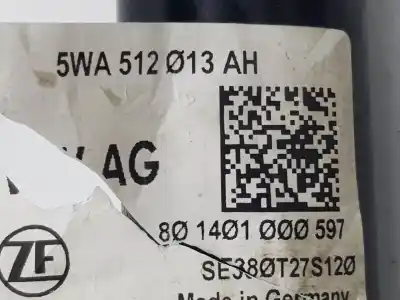 5WA 512 Ø13 AH
AG
8Ø 14Ø1 ØØØ 597
ZF
SE38ØT27S12Ø
Made in Germany